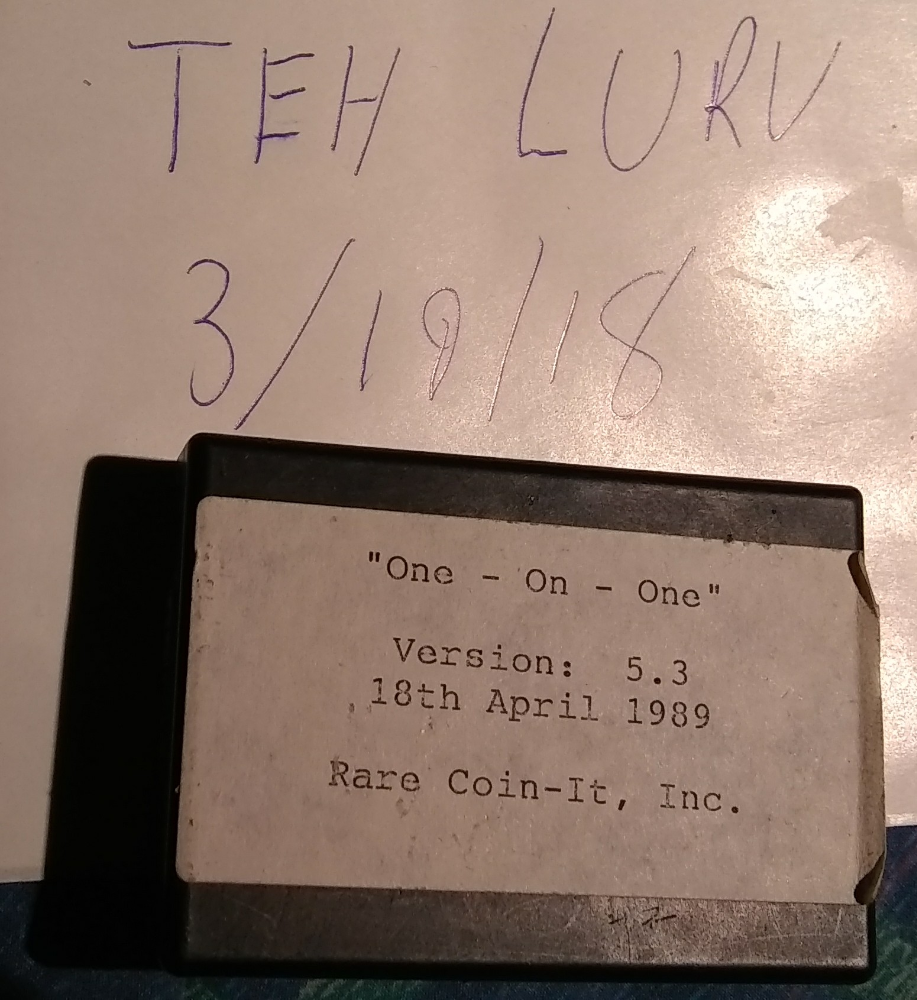 TEH LURV
3/19/18
"One - On - One"
Version: 5.3
18th April 1989
Rare Coin-It, Inc.